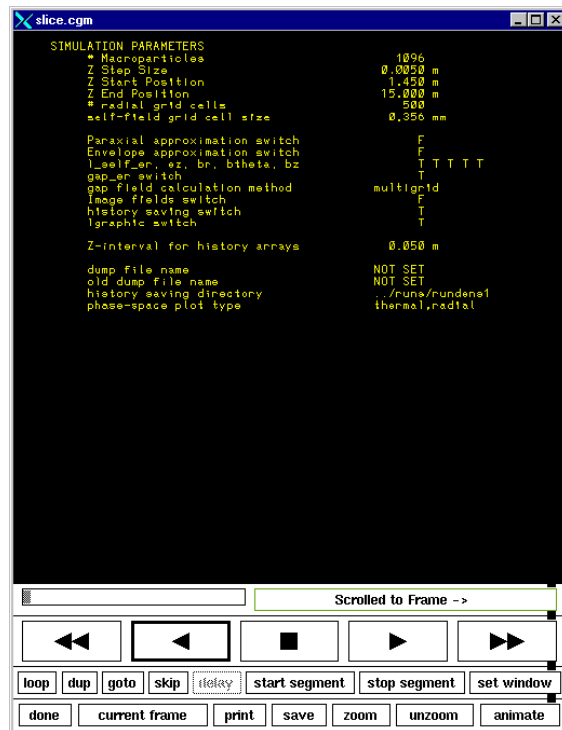 slice.cgm
SIMULATION PARAMETERS
# Macroparticles 1096
Z Step Size 0.0050 m
Z Start Position 1.450 m
Z End Position 15.000 m
# radial grid cells 500
self-field grid cell size 0.356 mm
Paraxial approximation switch F
Envelope approximation switch F
l_self_er, ez, br, btheta, bz T T T T T
gap_er switch T
gap field calculation method multigrid
Image fields switch F
history saving switch T
lgraphic switch T
Z-interval for history arrays 0.050 m
dump file name NOT SET
old dump file name NOT SET
history saving directory ../runs/rundens1
phase-space plot type thermal,radial
Scrolled to Frame ->
loop dup goto skip delay start segment stop segment set window
done current frame print save zoom unzoom animate